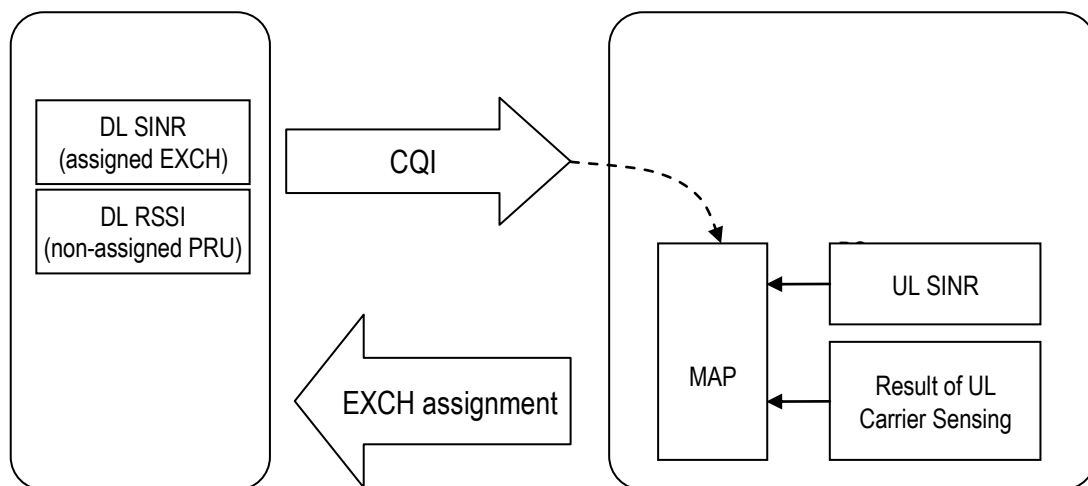 DL SINR
(assigned EXCH)
DL RSSI
(non-assigned PRU)
CQI
EXCH assignment
MAP
UL SINR
Result of UL
Carrier Sensing